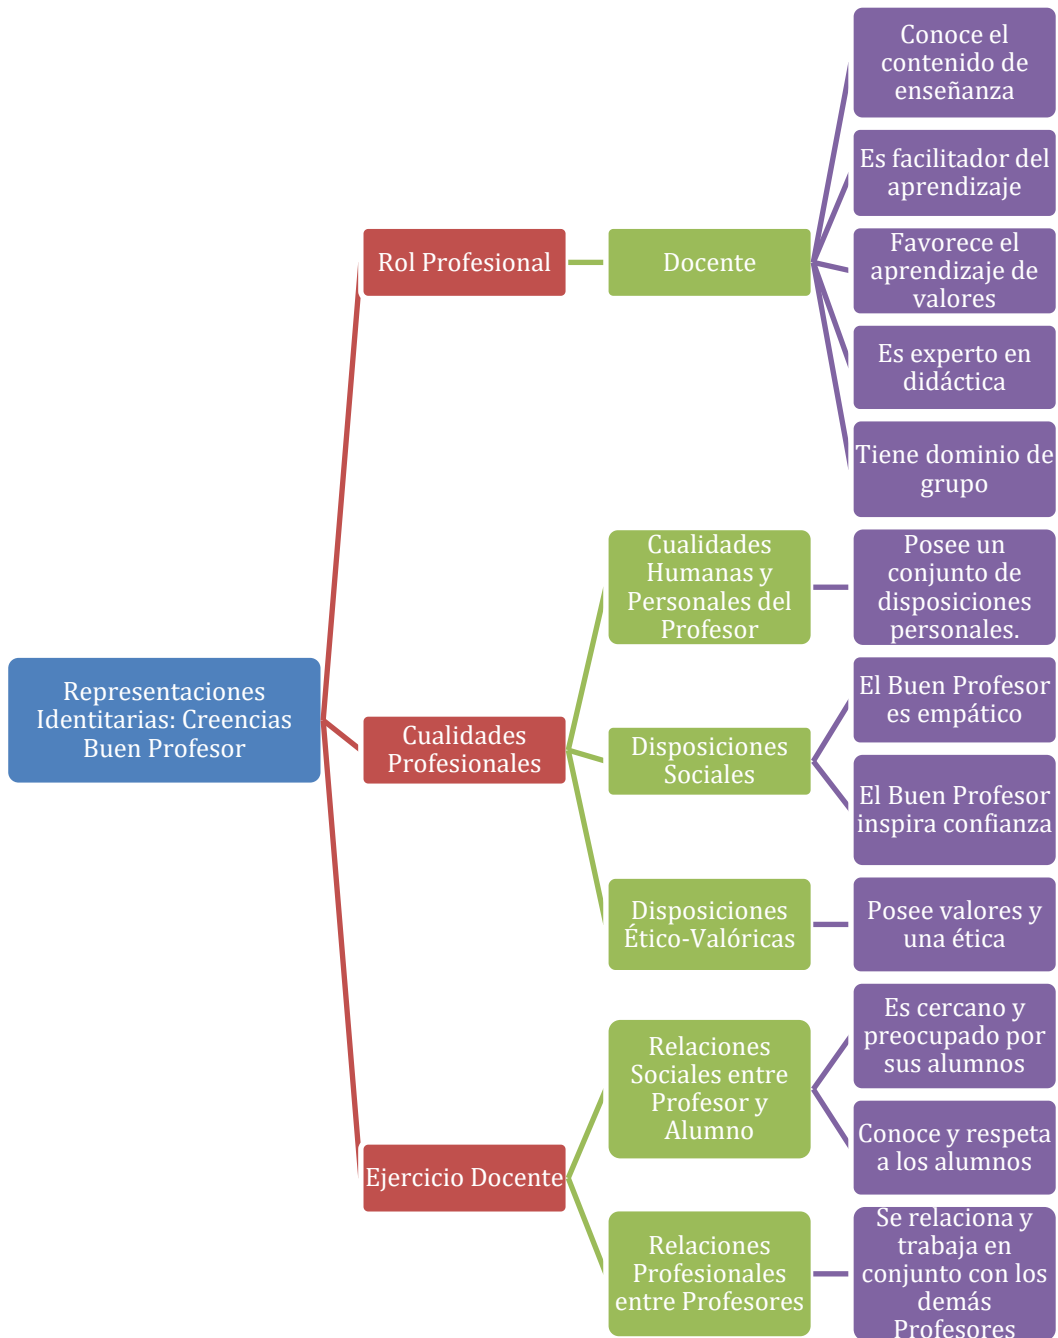 Conoce el
contenido de
enseñanza
Es facilitador del
aprendizaje
Rol Profesional
Docente
Favorece el
aprendizaje de
valores
Es experto en
didáctica
Tiene dominio de
grupo
Cualidades
Humanas y
Personales del
Profesor
Posee un
conjunto de
disposiciones
personales.
Representaciones
Identitarias: Creencias
Buen Profesor
Cualidades
Profesionales
Disposiciones
Sociales
El Buen Profesor
es empático
El Buen Profesor
inspira confianza
Disposiciones
Ético-Valóricas
Posee valores y
una ética
Ejercicio Docente
Relaciones
Sociales entre
Profesor y
Alumno
Es cercano y
preocupado por
sus alumnos
Conoce y respeta
a los alumnos
Relaciones
Profesionales
entre Profesores
Se relaciona y
trabaja en
conjunto con los
demás
Profesores